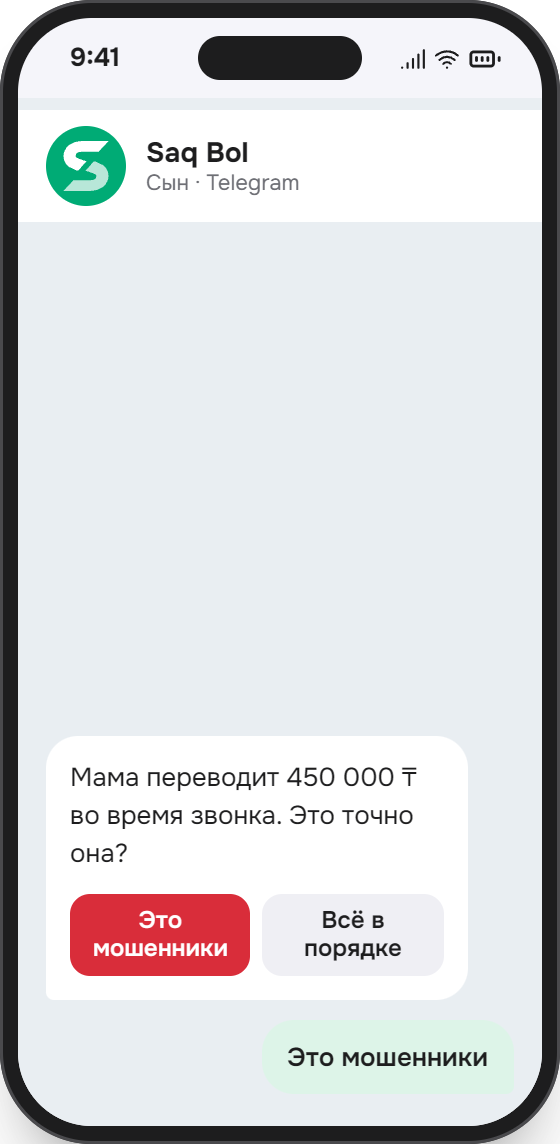 9:41
Saq Bol
Сын · Telegram
Мама переводит 450 000 ₸
во время звонка. Это точно
она?
Это
мошенники
Всё в
порядке
Это мошенники